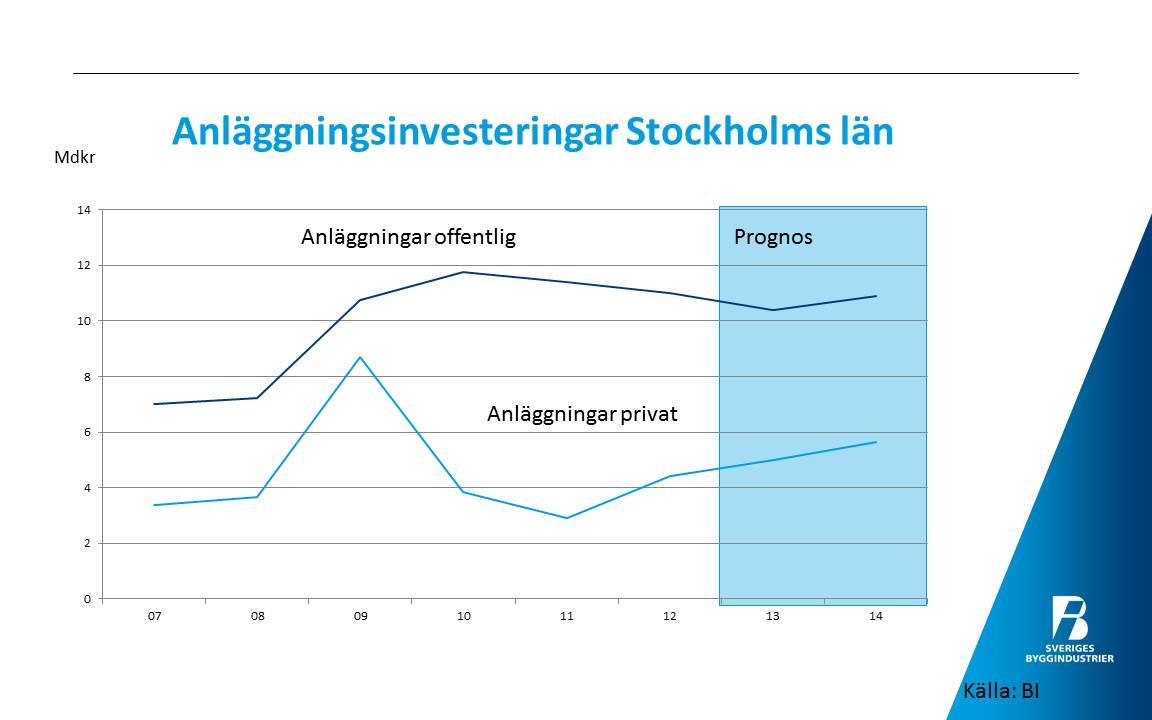 Anläggningsinvesteringar Stockholms län
Mdkr
14
Anläggningar offentlig
Prognos
12
10
8
Anläggningar privat
6
4
2
0
07 08 09 10 11 12 13 14
SVERIGES
BYGGINDUSTRIER
Källa: BI